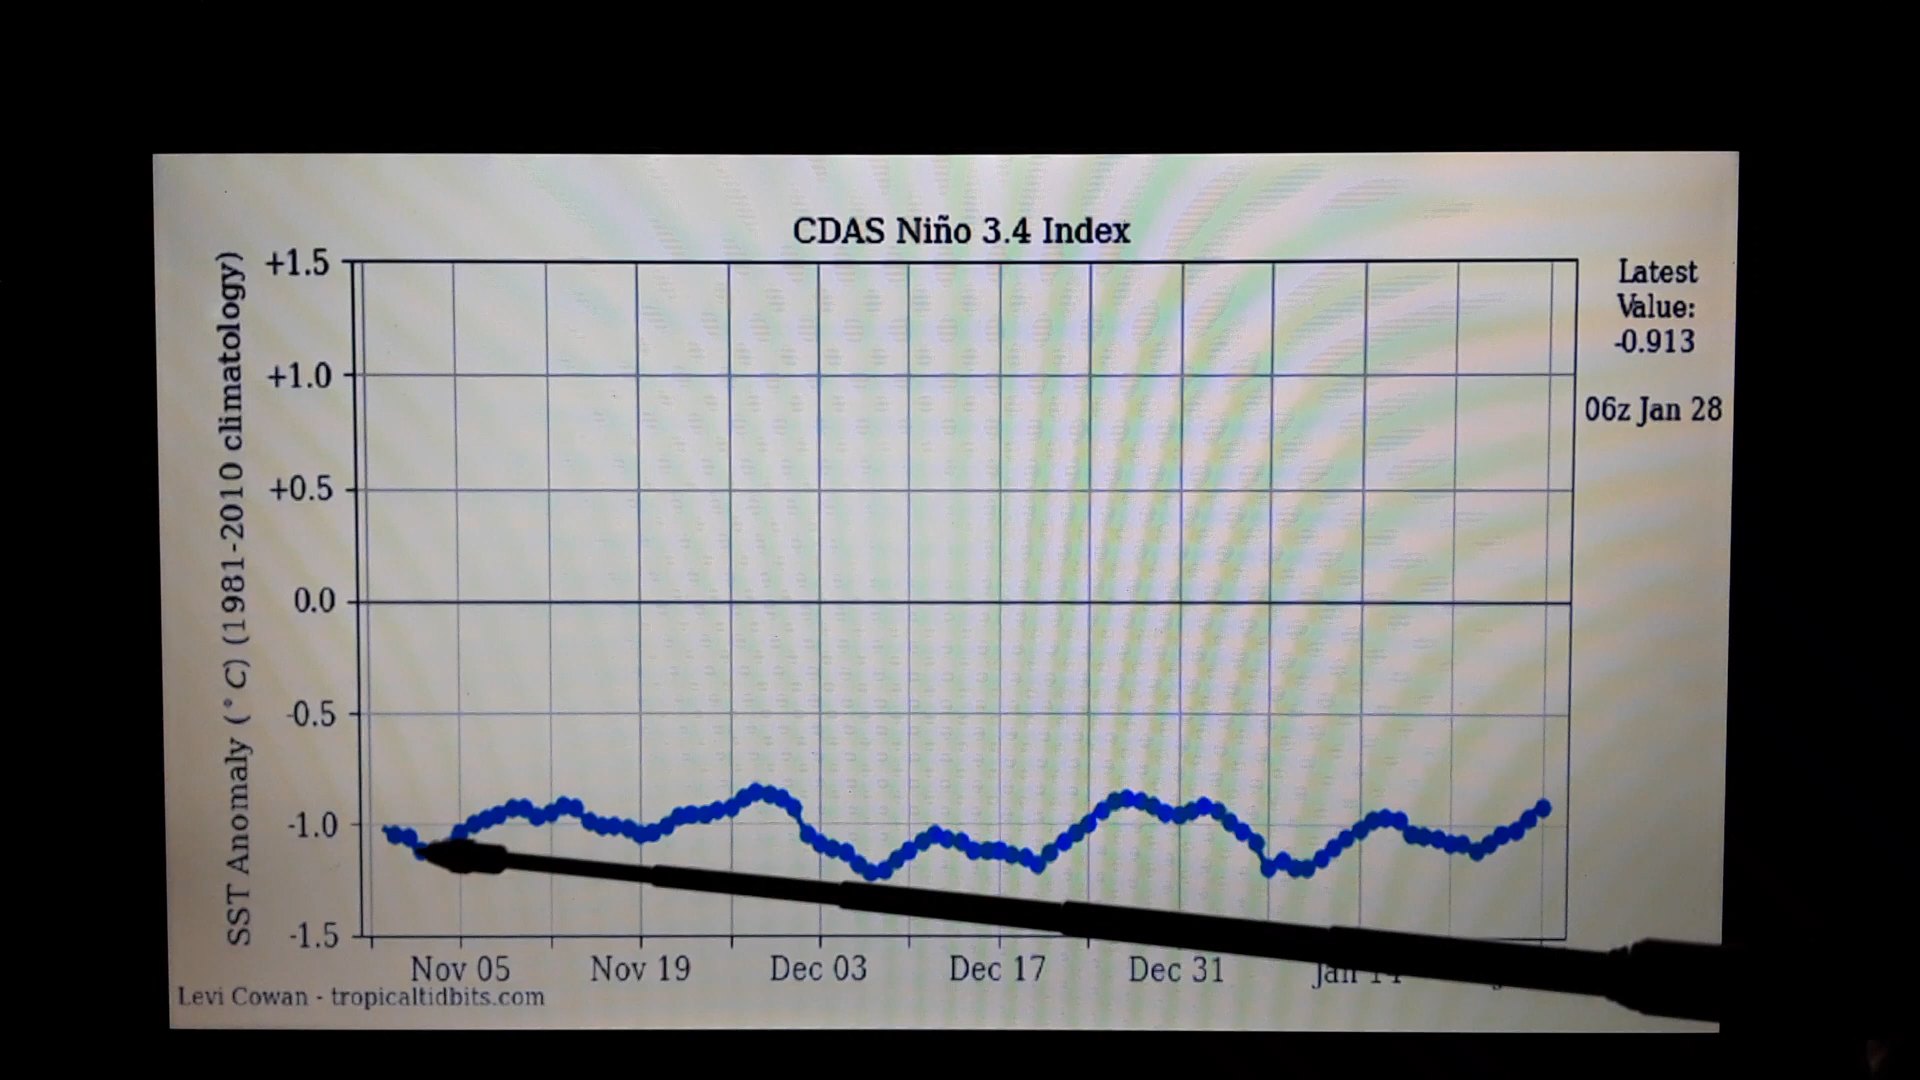 CDAS Niño 3.4 Index
SST Anomaly (°C) (1981-2010 climatology)
+1.5
+1.0
+0.5
0.0
-0.5
-1.0
-1.5
Nov 05
Nov 19
Dec 03
Dec 17
Dec 31
Jan 14
Latest
Value:
-0.913
06z Jan 28
Levi Cowan - tropicaltidbits.com